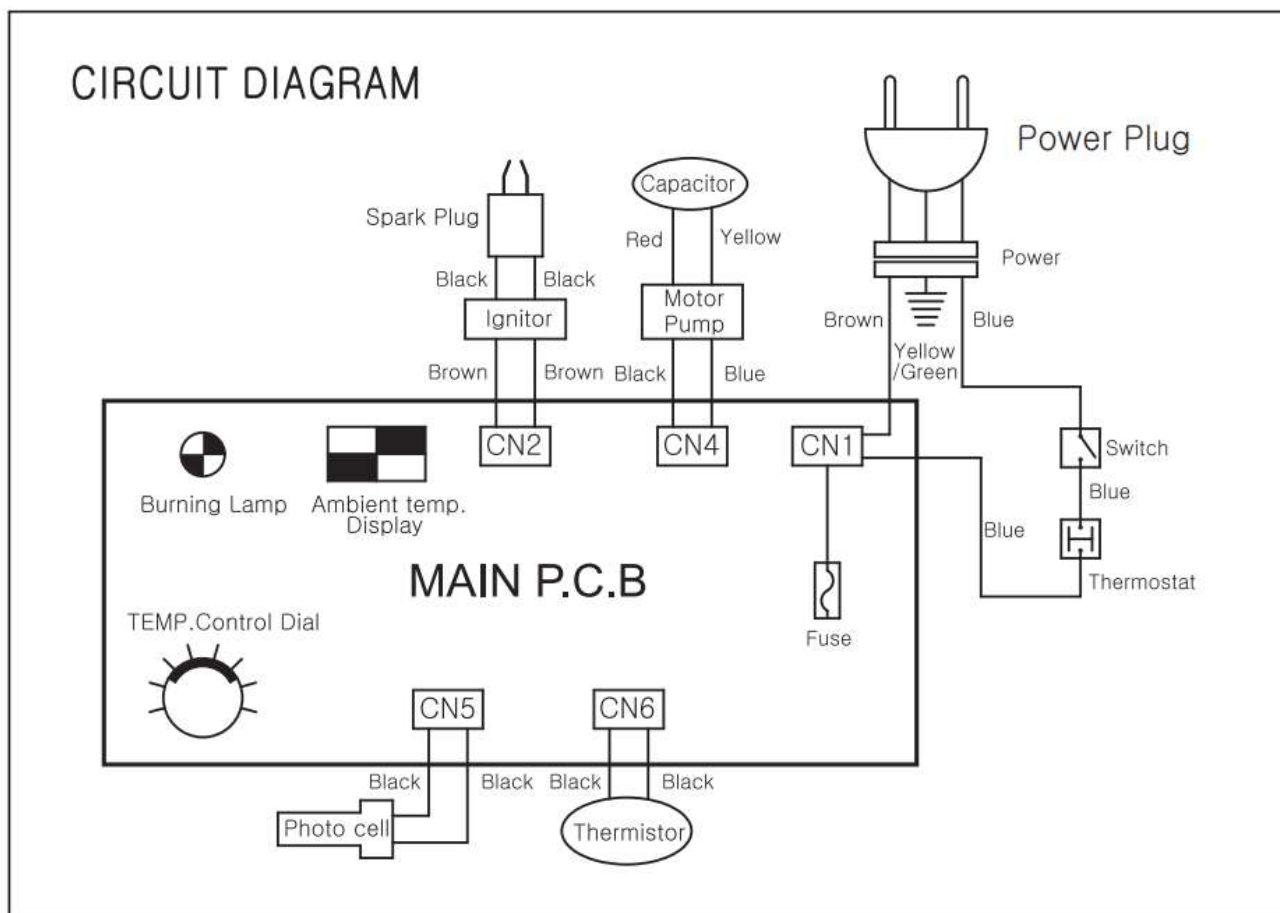 CIRCUIT DIAGRAM
Power Plug
Capacitor
Spark Plug
Red
Yellow
Power
Black
Black
Motor
Pump
Ignitor
Brown
Blue
Yellow
/Green
Brown
Brown
Black
Blue
CN2
CN4
CN1
Switch
Burning Lamp
Ambient temp.
Display
Blue
Blue
MAIN P.C.B
Thermostat
TEMP.Control Dial
Fuse
CN5
CN6
Black
Black
Black
Black
Photo cell
Thermistor